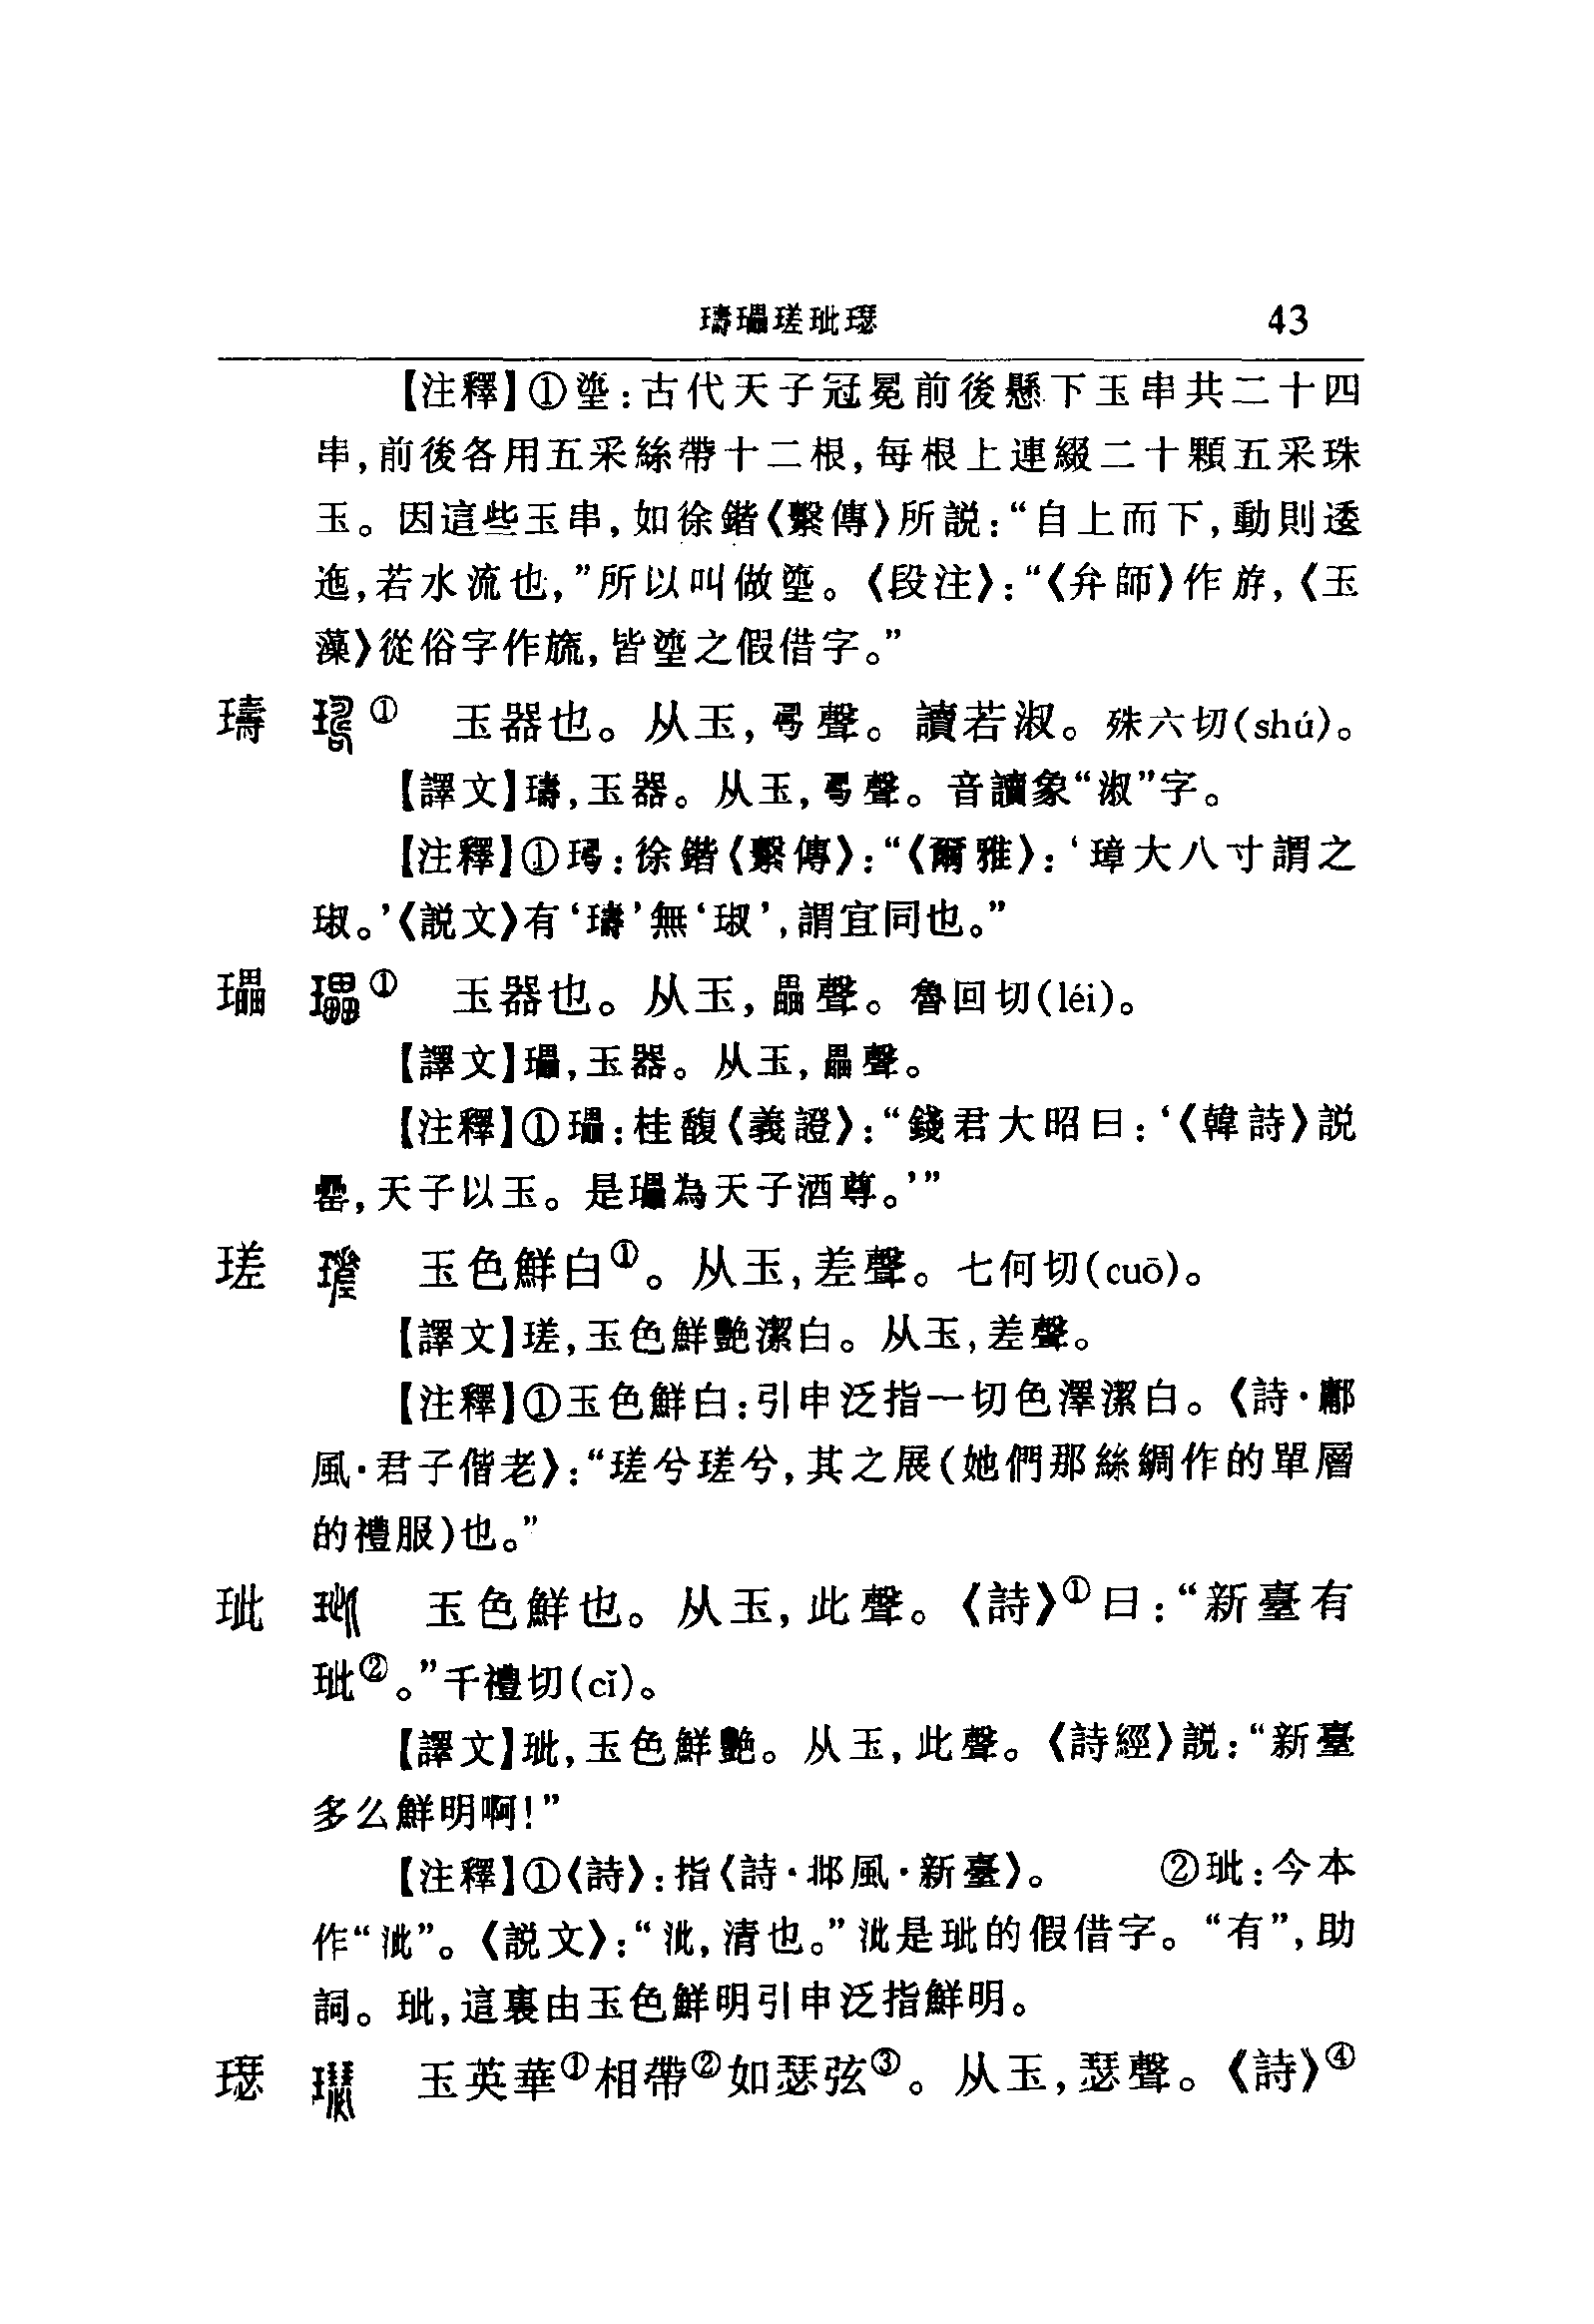 璹瓃瑳玼璱 43
【注釋】①瑬:古代天子冠冕前後懸下玉串共二十四
串,前後各用五采絲帶十二根,每根上連綴二十顆五采珠
玉。因這些玉串,如徐鍇《繫傳》所説:“自上而下,動則逶
迤,若水流也,”所以叫做瑬。《段注》:“《弁師》作斿,《玉
藻》從俗字作旒,皆瑬之假借字。”
璹 ① 玉器也。从玉,𠷎聲。讀若淑。殊六切(shú)。
【譯文】璹,玉器。从玉,𠷎聲。音讀象“淑”字。
【注釋】①:徐鍇《繫傳》:“《爾雅》:‘璋大八寸謂之
琡。’《説文》有‘璹’無‘琡’,謂宜同也。”
瓃 ① 玉器也。从玉,畾聲。魯回切(léi)。
【譯文】瓃,玉器。从玉,畾聲。
【注釋】①瓃:桂馥《義證》:“錢君大昭曰:‘《韓詩》説
罍,天子以玉。是瓃為天子酒尊。’”
瑳 玉色鮮白①。从玉,差聲。七何切(cuō)。
【譯文】瑳,玉色鮮艷潔白。从玉,差聲。
【注釋】①玉色鮮白:引申泛指一切色澤潔白。《詩·鄘
風·君子偕老》:“瑳兮瑳兮,其之展(她們那絲綢作的單層
的禮服)也。”
玼 玉色鮮也。从玉,此聲。《詩》①曰:“新臺有
玼②。”千禮切(cǐ)。
【譯文】玼,玉色鮮艷。从玉,此聲。《詩經》説:“新臺
多么鮮明啊!”
【注釋】①《詩》:指《詩·邶風·新臺》。 ②玼:今本
作“泚”。《説文》:“泚,清也。”泚是玼的假借字。“有”,助
詞。玼,這裏由玉色鮮明引申泛指鮮明。
璱 玉英華①相帶②如瑟弦③。从玉,瑟聲。《詩》④